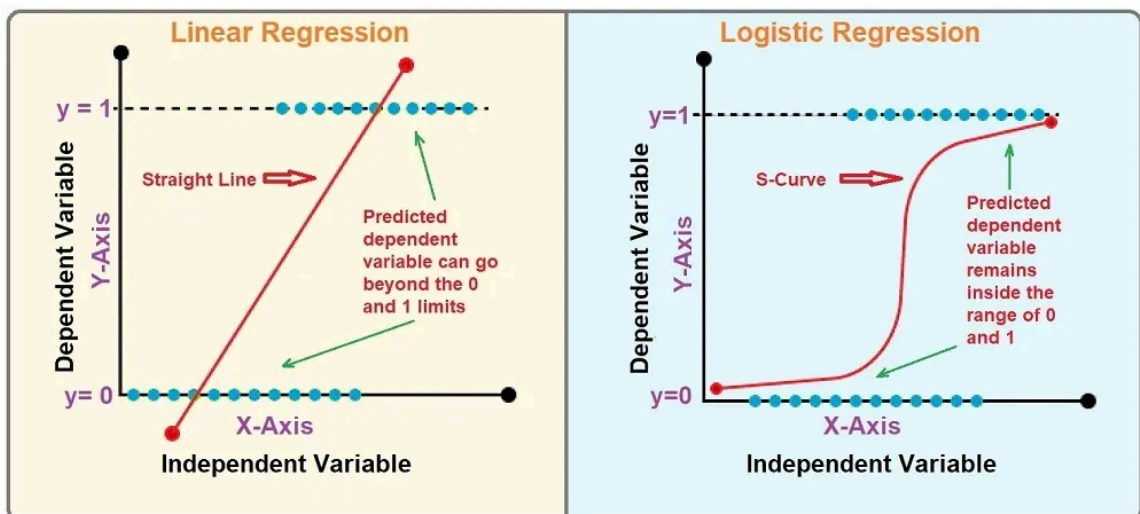 Linear Regression
y = 1
Dependent Variable
Y-Axis
Straight Line
Predicted
dependent
variable can go
beyond the 0
and 1 limits
y= 0
X-Axis
Independent Variable
Logistic Regression
y=1
Dependent Variable
Y-Axis
S-Curve
Predicted
dependent
variable
remains
inside the
range of 0
and 1
y=0
X-Axis
Independent Variable